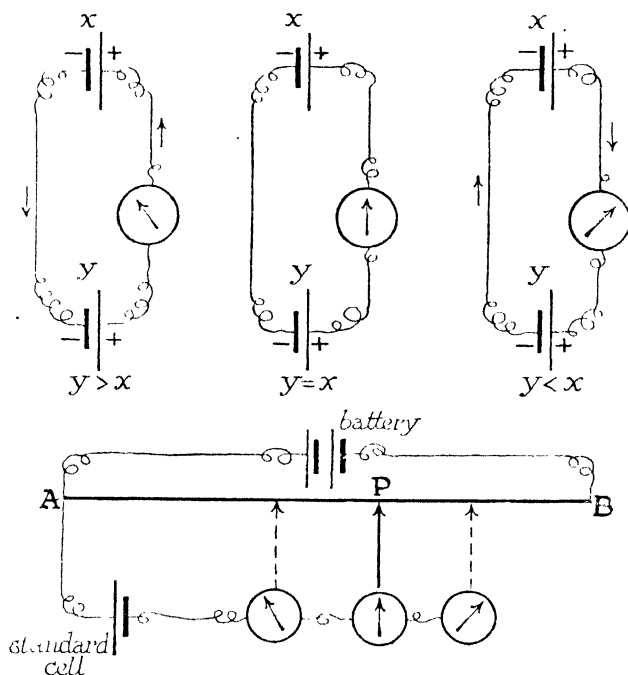 x x x
− + − + − +
y y y
− + − + − +
y > x y = x y < x
battery
A P B
standard
cell